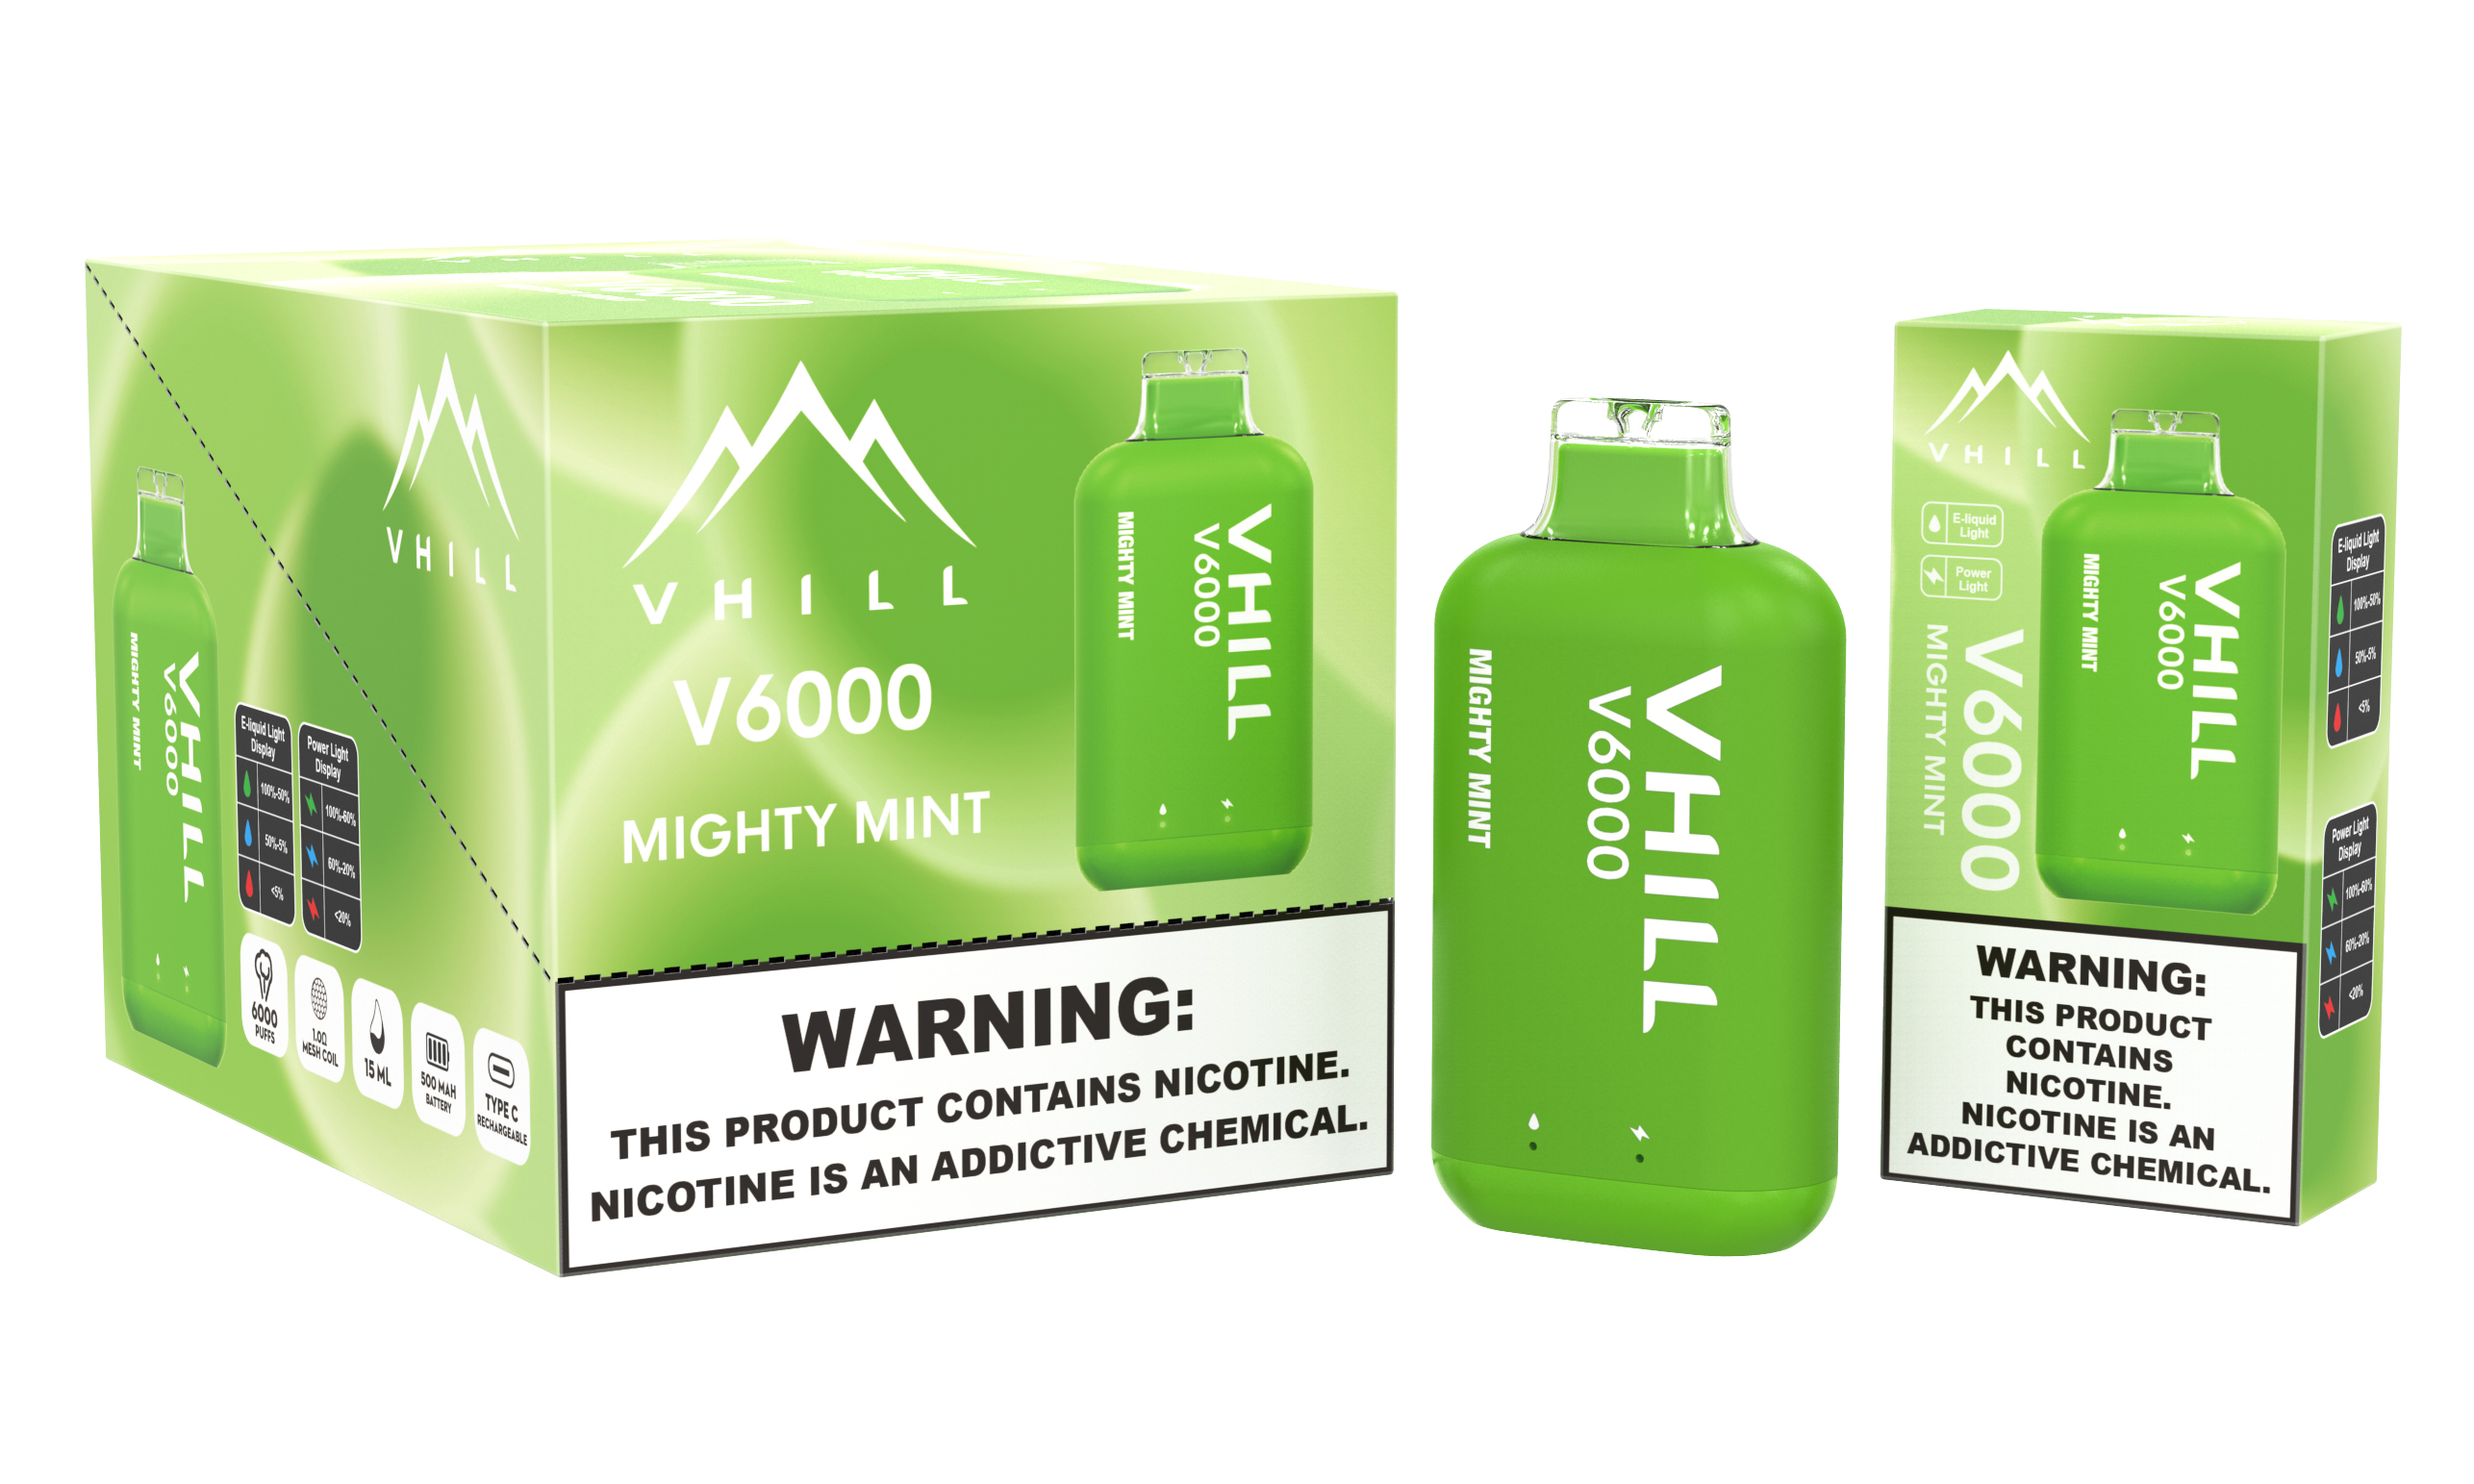 VHILL
V6000
MIGHTY MINT
E-liquid Light
Display
100%-50%
50%-5%
<5%
Power Light
Display
100%-60%
60%-20%
<20%
6000
PUFFS
1.0Ω
MESH COIL
15 ML
500 MAH
BATTERY
TYPE C
RECHARGEABLE
VHILL
VHILL
V6000
MIGHTY MINT
VHILL
V6000
MIGHTY MINT
WARNING:
THIS PRODUCT CONTAINS NICOTINE.
NICOTINE IS AN ADDICTIVE CHEMICAL.
VHILL
V6000
MIGHTY MINT
VHILL
E-liquid
Light
Power
Light
V6000
MIGHTY MINT
VHILL
V6000
MIGHTY MINT
WARNING:
THIS PRODUCT
CONTAINS
NICOTINE.
NICOTINE IS AN
ADDICTIVE CHEMICAL.
E-liquid Light
Display
100%-50%
50%-5%
<5%
Power Light
Display
100%-60%
60%-20%
<20%